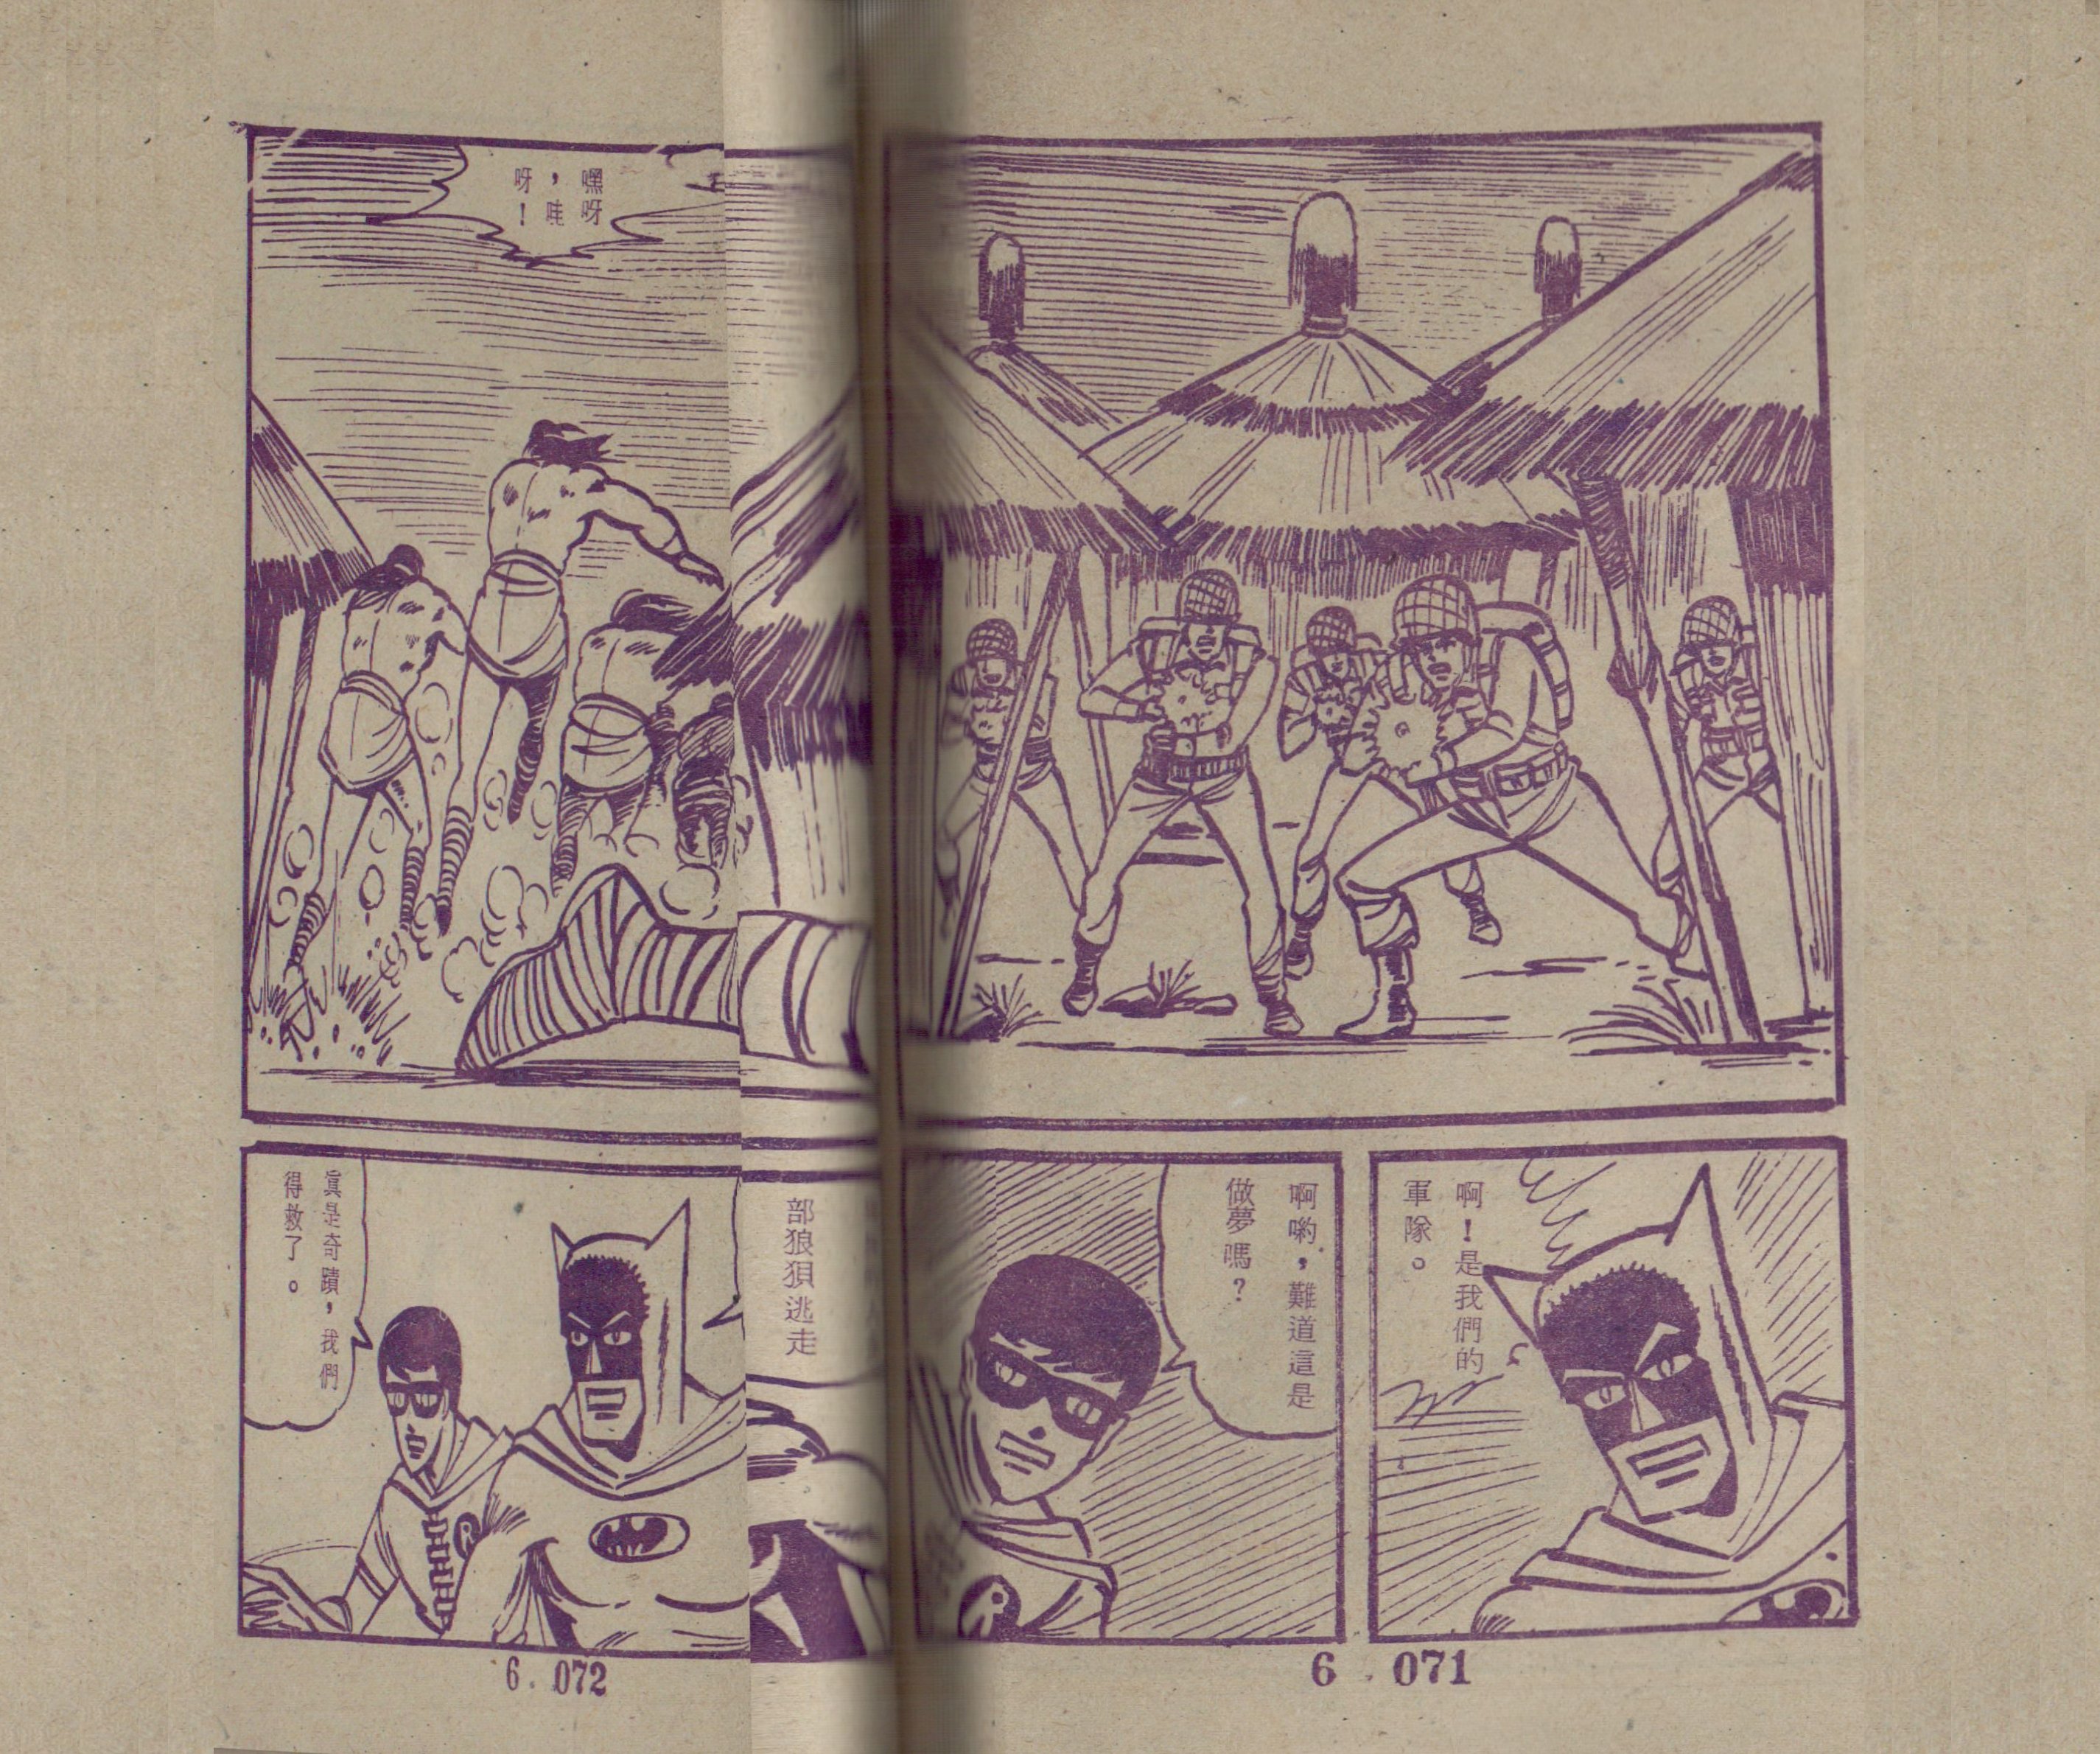 啊！是我們的
軍隊。
啊喲，難道這是
做夢嗎？
6 . 071
嘿呀
，哇
呀！
部狼狽逃走
真是奇蹟，我們
得救了。
6 . 072
R
R